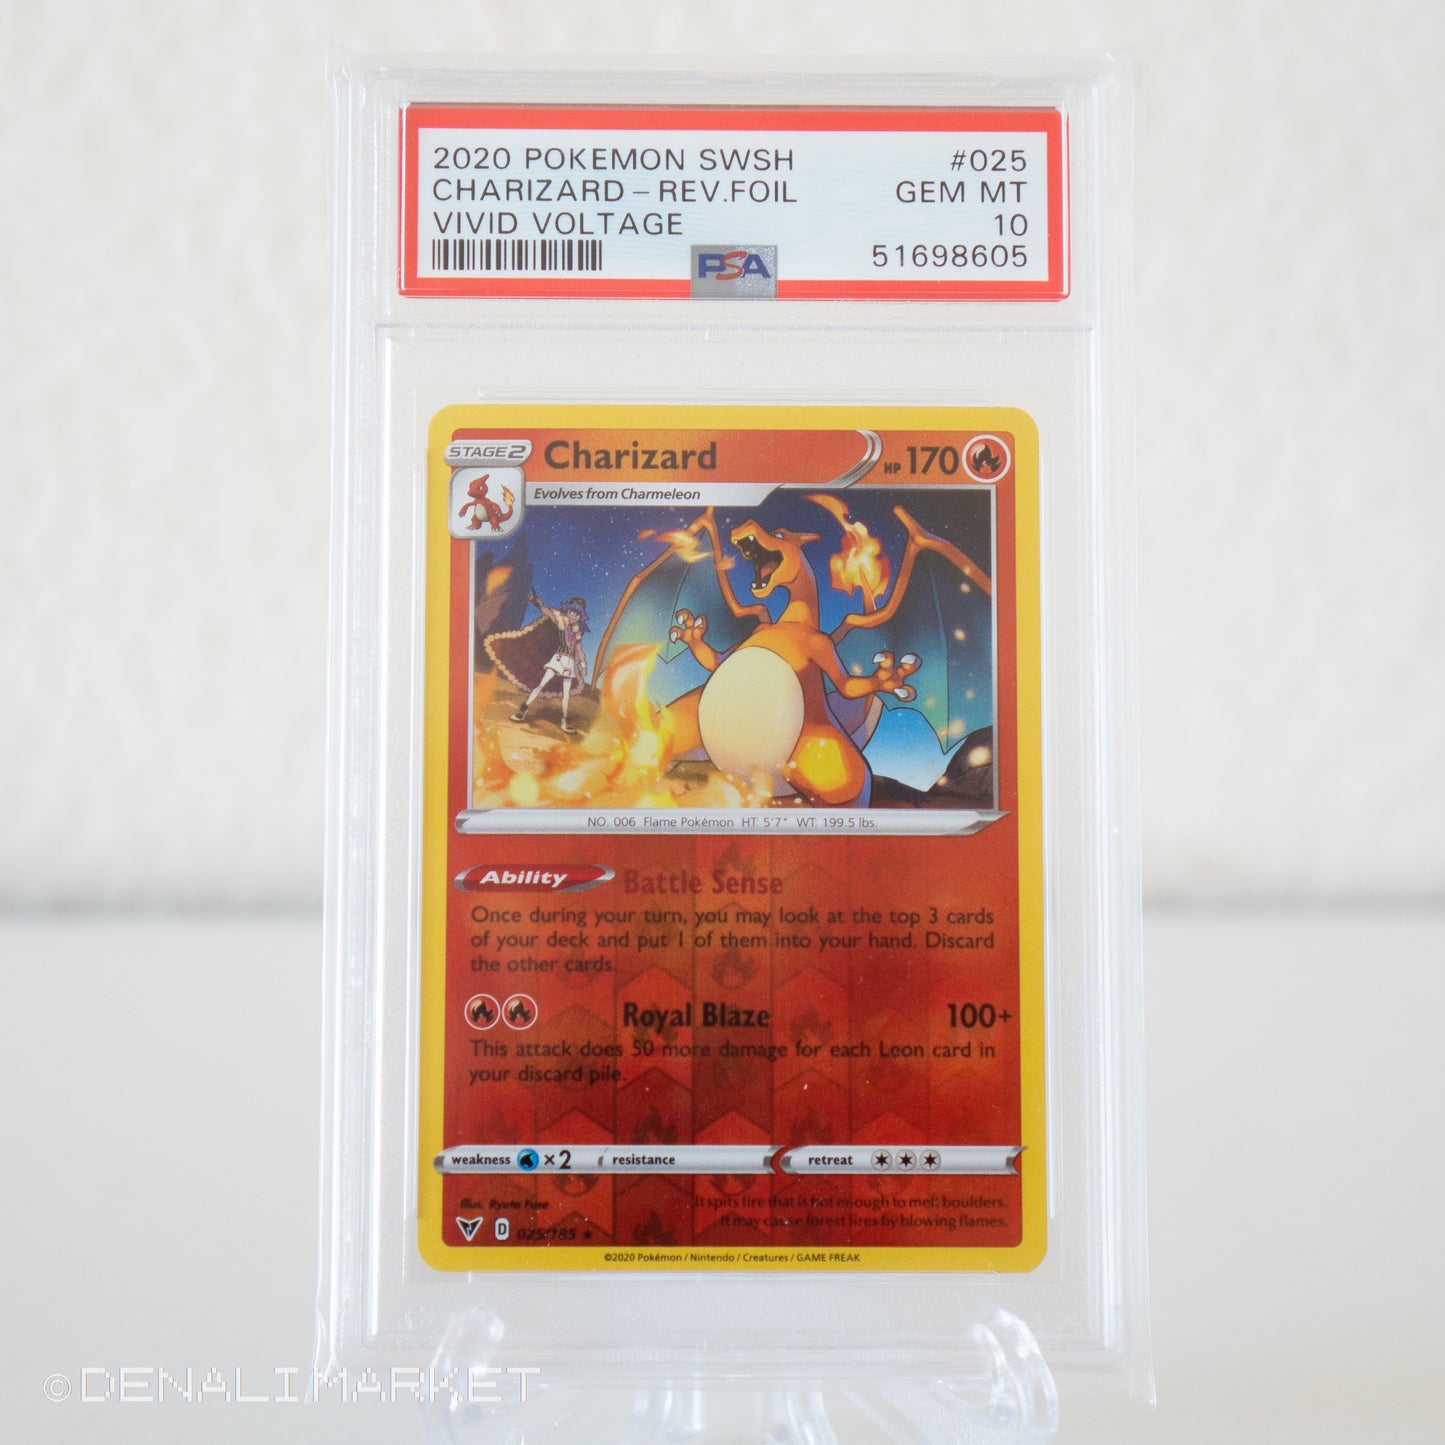 2020 POKEMON SWSH #025
CHARIZARD - REV.FOIL GEM MT
VIVID VOLTAGE 10
PSA 51698605
STAGE 2 Charizard HP 170
Evolves from Charmeleon
NO. 006 Flame Pokémon HT: 5'7" WT: 199.5 lbs.
Ability Battle Sense
Once during your turn, you may look at the top 3 cards
of your deck and put 1 of them into your hand. Discard
the other cards.
Royal Blaze 100+
This attack does 50 more damage for each Leon card in
your discard pile.
weakness ×2 resistance retreat
Illus. Ryuta Fuse
It spits fire that is hot enough to melt boulders.
It may cause forest fires by blowing flames.
D 025/185 ★
©2020 Pokémon / Nintendo / Creatures / GAME FREAK
©DENALI MARKET